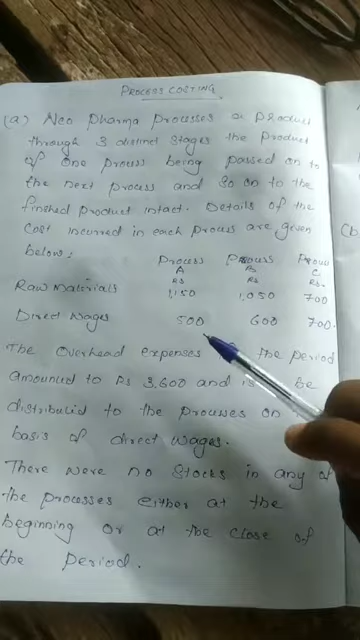 PROCESS COSTING
(a) Neo Pharma Processes a product
through 3 distinct stages the Product
of one process being passed on to
the next process and so on to the
finished product intact. Details of the
Cost incurred in each process are given
below:
Process Process Process
A B C
Rs Rs Rs.
Raw Materials 1,150 1,050 700
Direct Wages 500 600 700.
The Overhead expenses the period
amounted to Rs 3,600 and is be
distributed to the processes on
basis of direct wages.
There were no Stocks in any of
the processes either at the
beginning or at the close of
the period.
(b